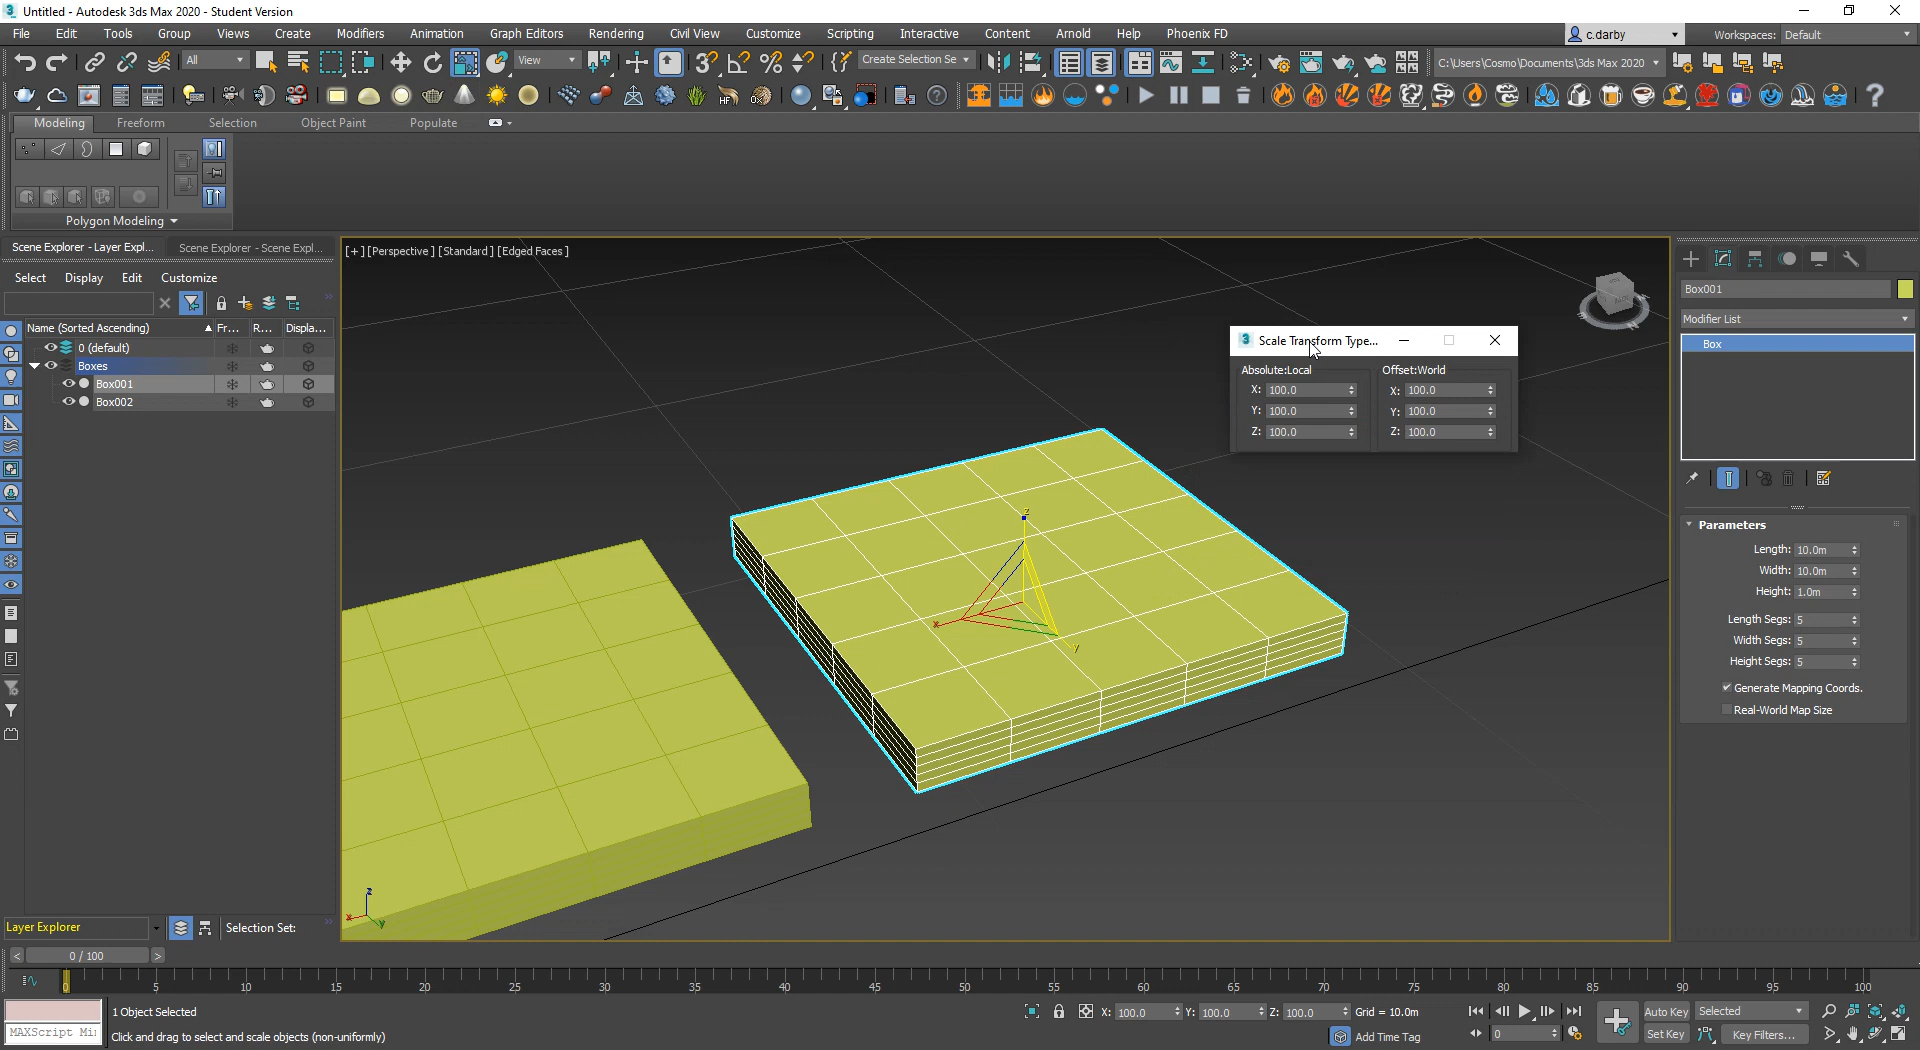 Untitled - Autodesk 3ds Max 2020 - Student Version
File Edit Tools Group Views Create Modifiers Animation Graph Editors Rendering Civil View Customize Scripting Interactive Content Arnold Help Phoenix FD
c.darby Workspaces: Default
All View Create Selection Se C:\Users\Cosmo\Documents\3ds Max 2020
Modeling Freeform Selection Object Paint Populate
Polygon Modeling
Scene Explorer - Layer Expl... Scene Explorer - Scene Expl...
Select Display Edit Customize
Name (Sorted Ascending) Fr... R... Displa...
0 (default)
Boxes
Box001
Box002
[+] [Perspective] [Standard] [Edged Faces]
Scale Transform Type...
Absolute:Local Offset:World
X: 100.0 X: 100.0
Y: 100.0 Y: 100.0
Z: 100.0 Z: 100.0
z
x
y
z
x
y
Box001
Modifier List
Box
Parameters
Length: 10.0m
Width: 10.0m
Height: 1.0m
Length Segs: 5
Width Segs: 5
Height Segs: 5
Generate Mapping Coords.
Real-World Map Size
Layer Explorer Selection Set:
< 0 / 100 >
0 5 10 15 20 25 30 35 40 45 50 55 60 65 70 75 80 85 90 95 100
1 Object Selected X: 100.0 Y: 100.0 Z: 100.0 Grid = 10.0m Auto Key Selected
MAXScript Mi Click and drag to select and scale objects (non-uniformly) Add Time Tag 0 Set Key Key Filters...